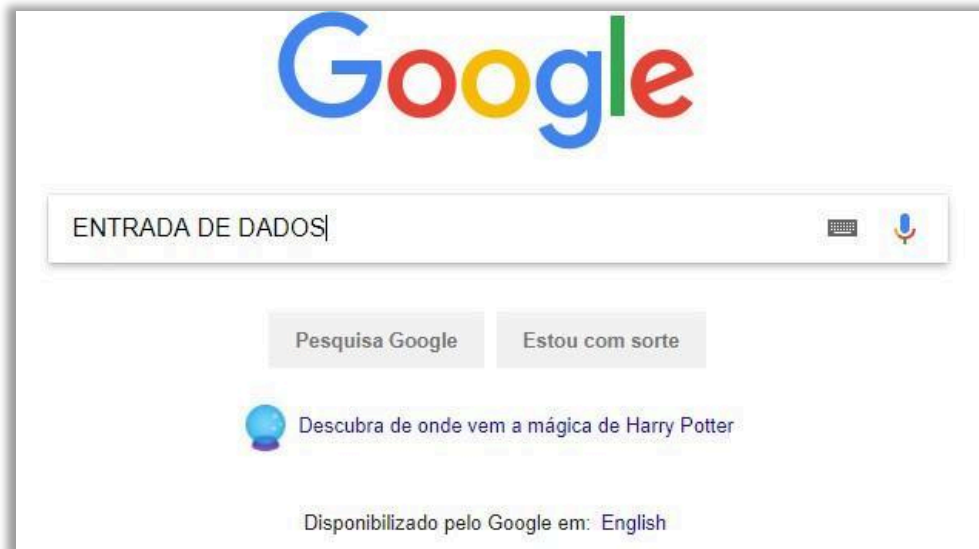 Google
ENTRADA DE DADOS
Pesquisa Google Estou com sorte
Descubra de onde vem a mágica de Harry Potter
Disponibilizado pelo Google em: English